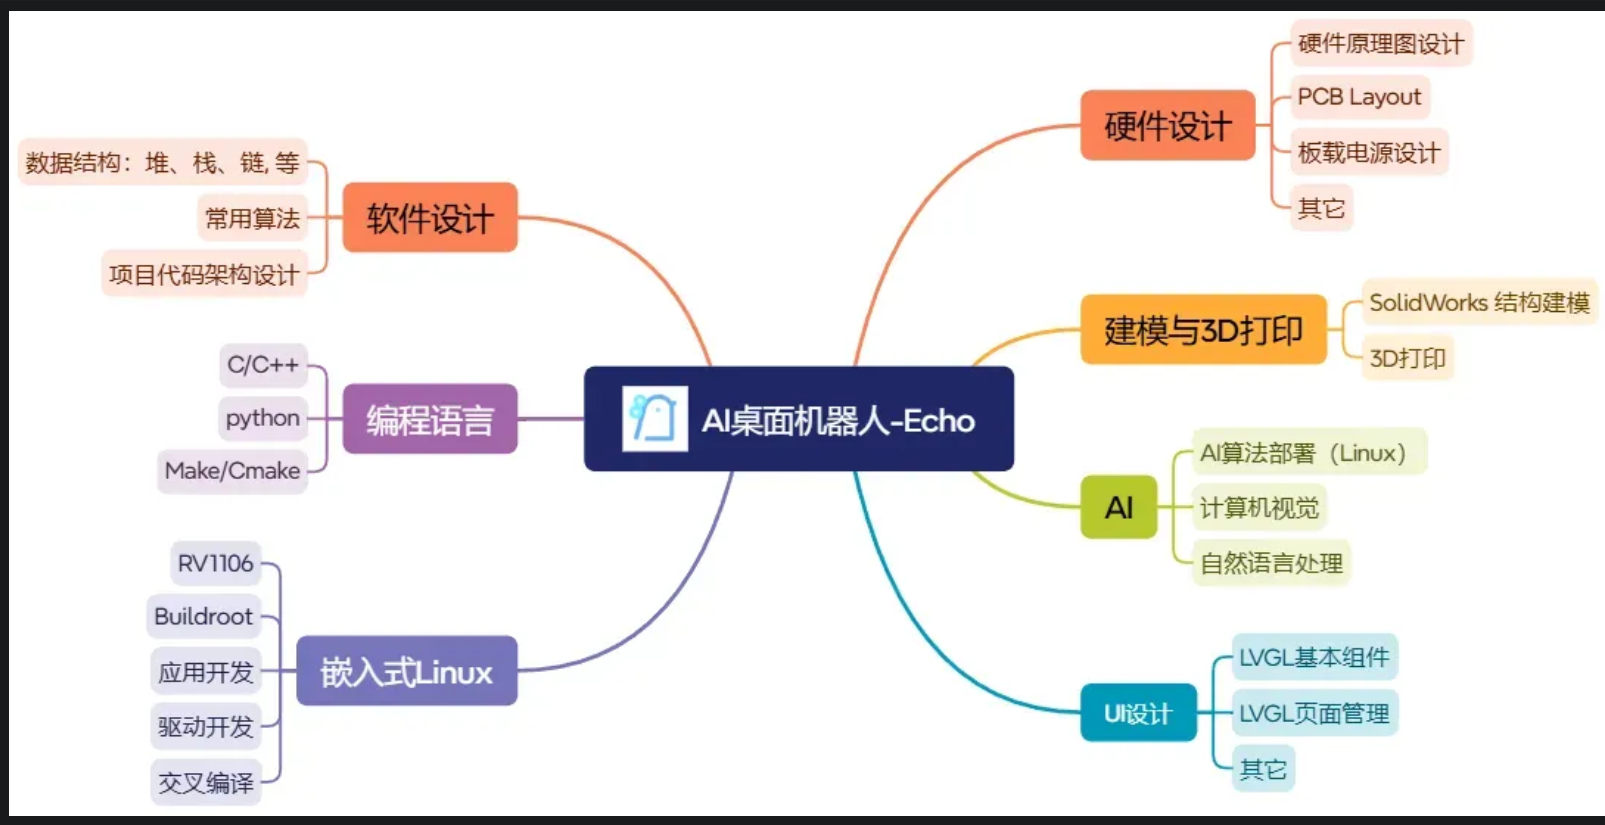 AI桌面机器人-Echo
软件设计
数据结构：堆、栈、链, 等
常用算法
项目代码架构设计
编程语言
C/C++
python
Make/Cmake
嵌入式Linux
RV1106
Buildroot
应用开发
驱动开发
交叉编译
硬件设计
硬件原理图设计
PCB Layout
板载电源设计
其它
建模与3D打印
SolidWorks 结构建模
3D打印
AI
AI算法部署（Linux）
计算机视觉
自然语言处理
UI设计
LVGL基本组件
LVGL页面管理
其它